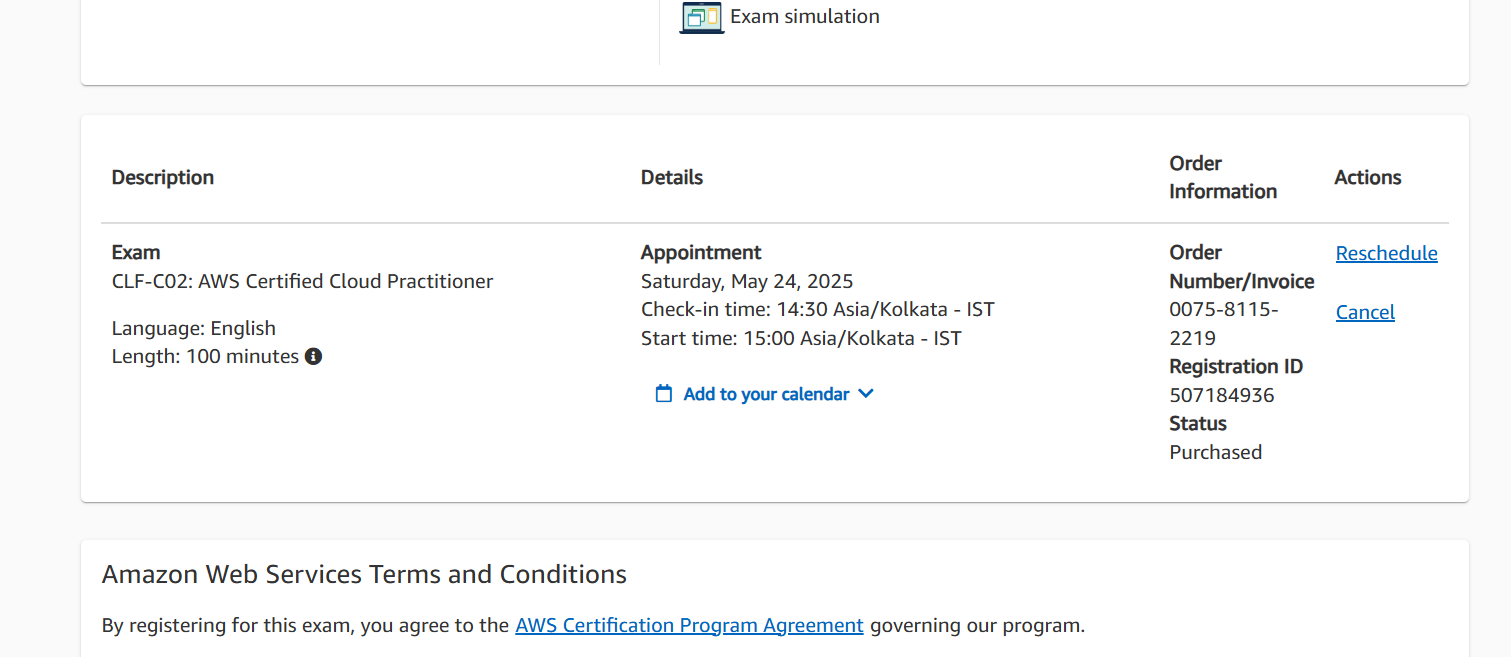 Exam simulation
Description
Details
Order
Information
Actions
Exam
CLF-C02: AWS Certified Cloud Practitioner
Language: English
Length: 100 minutes
Appointment
Saturday, May 24, 2025
Check-in time: 14:30 Asia/Kolkata - IST
Start time: 15:00 Asia/Kolkata - IST
Add to your calendar
Order
Number/Invoice
0075-8115-
2219
Registration ID
507184936
Status
Purchased
Reschedule
Cancel
Amazon Web Services Terms and Conditions
By registering for this exam, you agree to the AWS Certification Program Agreement governing our program.